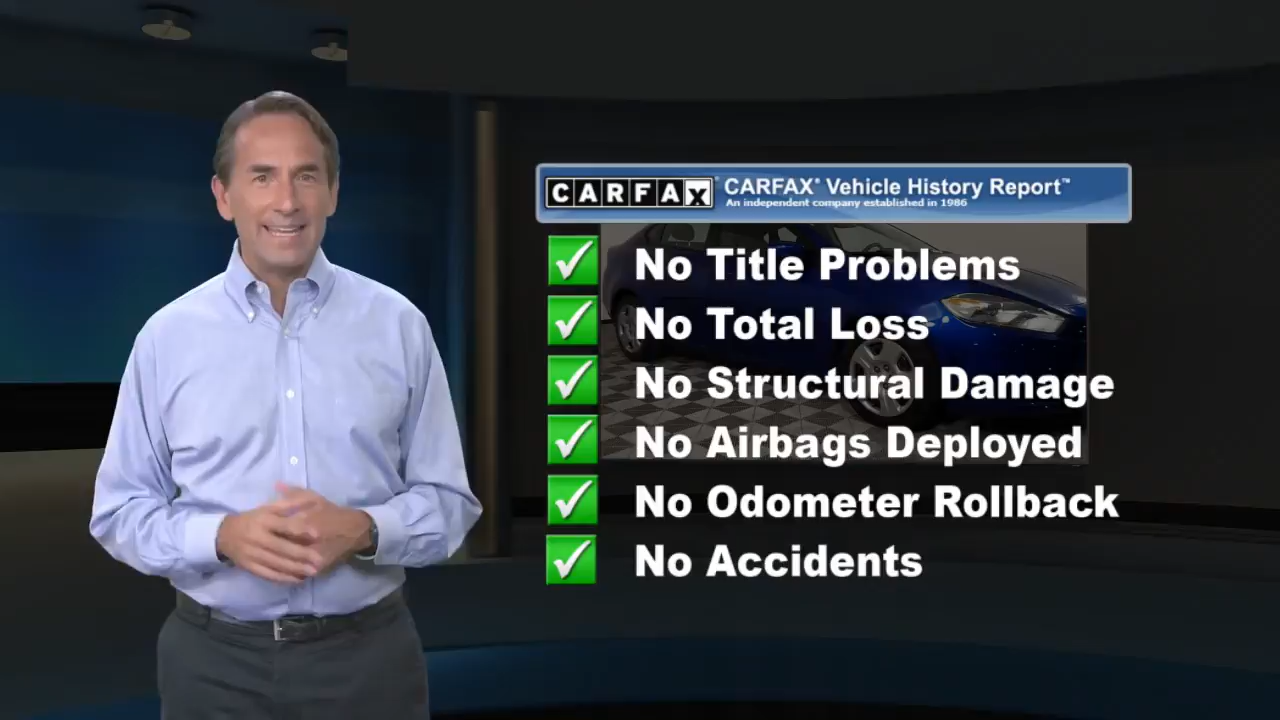 CARFAX® CARFAX® Vehicle History Report™
An independent company established in 1986
No Title Problems
No Total Loss
No Structural Damage
No Airbags Deployed
No Odometer Rollback
No Accidents